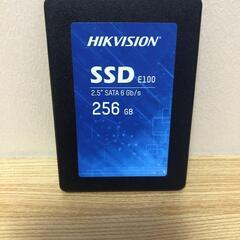 HIKVISION
SSD E100
2.5" SATA 6 Gb/s
256 GB